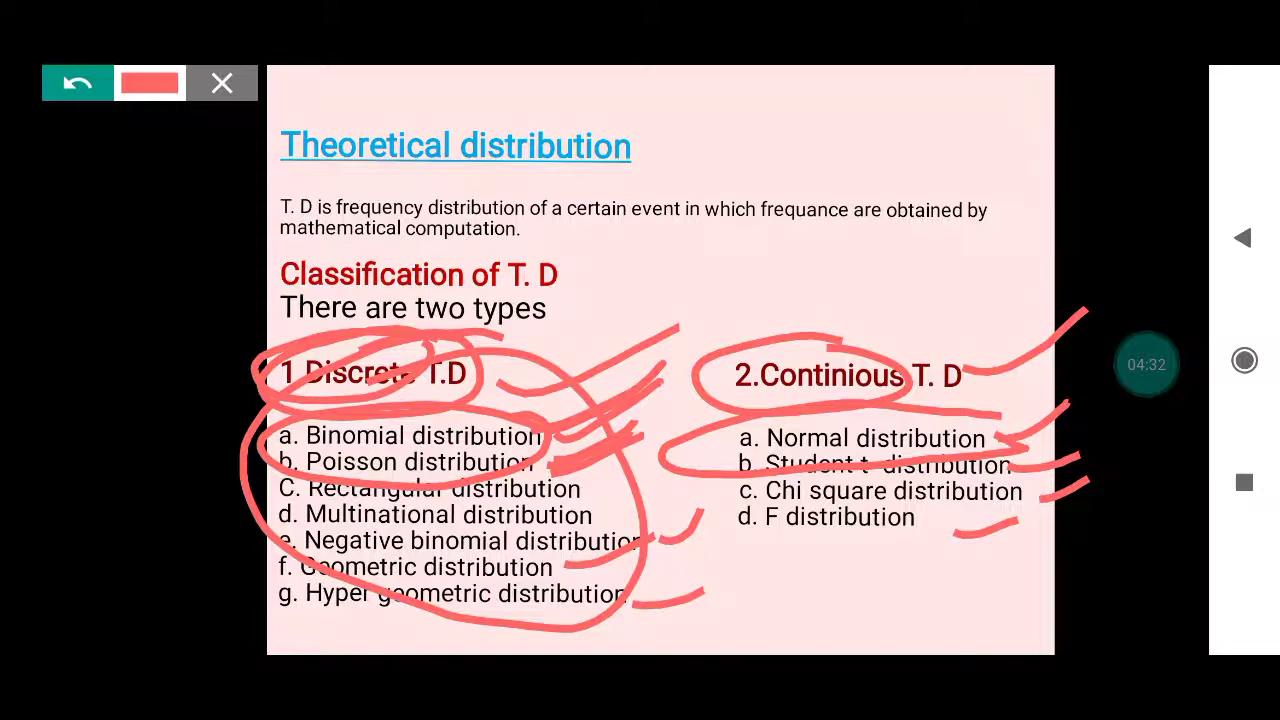 Theoretical distribution
T. D is frequency distribution of a certain event in which frequance are obtained by
mathematical computation.
Classification of T. D
There are two types
1 Discrete T.D
a. Binomial distribution
b. Poisson distribution
C. Rectangular distribution
d. Multinational distribution
e. Negative binomial distribution
f. Geometric distribution
g. Hyper geometric distribution
2.Continious T. D
a. Normal distribution
b. Student t- distribution
c. Chi square distribution
d. F distribution
04:32